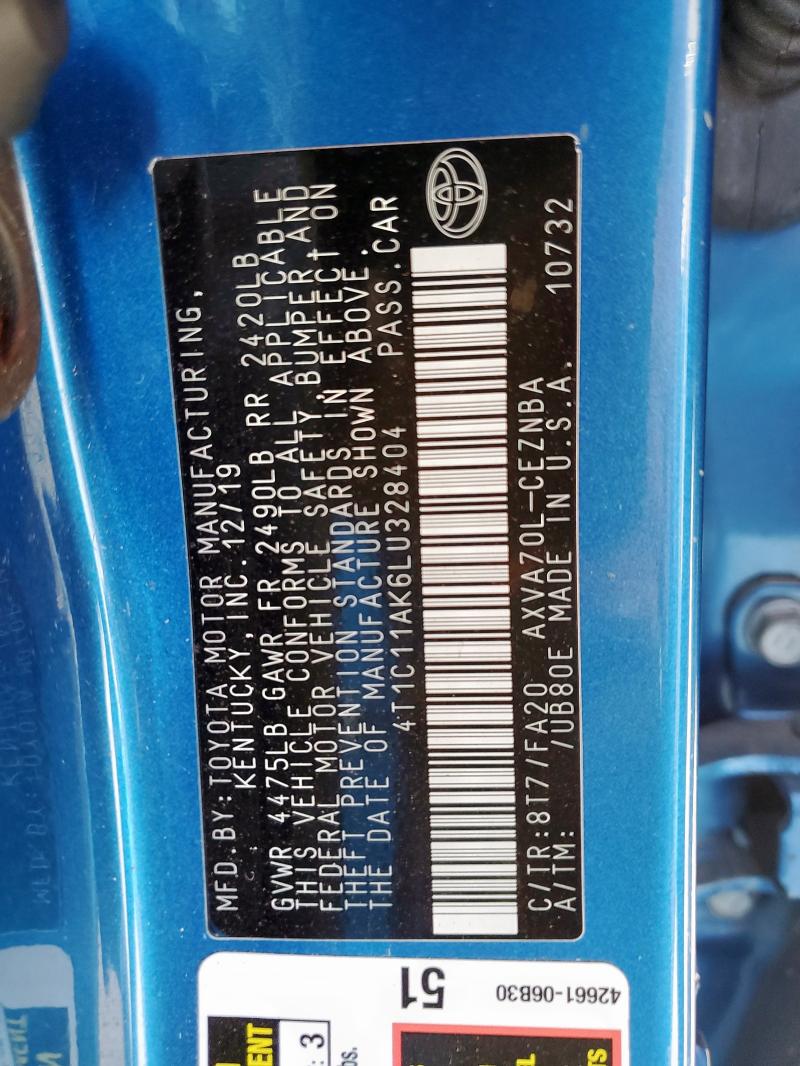 MFD.BY:TOYOTA MOTOR MANUFACTURING,
KENTUCKY, INC. 12/19
GVWR 4475LB GAWR FR 2490LB RR 2420LB
THIS VEHICLE CONFORMS TO ALL APPLICABLE
FEDERAL MOTOR VEHICLE SAFETY, BUMPER AND
THEFT PREVENTION STANDARDS IN EFFECT ON
THE DATE OF MANUFACTURE SHOWN ABOVE.
4T1C11AK6LU328404 PASS.CAR
C/TR:8T7/FA20 AXVA70L-CEZNBA
A/TM: /UB80E MADE IN U.S.A. 10732
51
42661-06B30
: 3